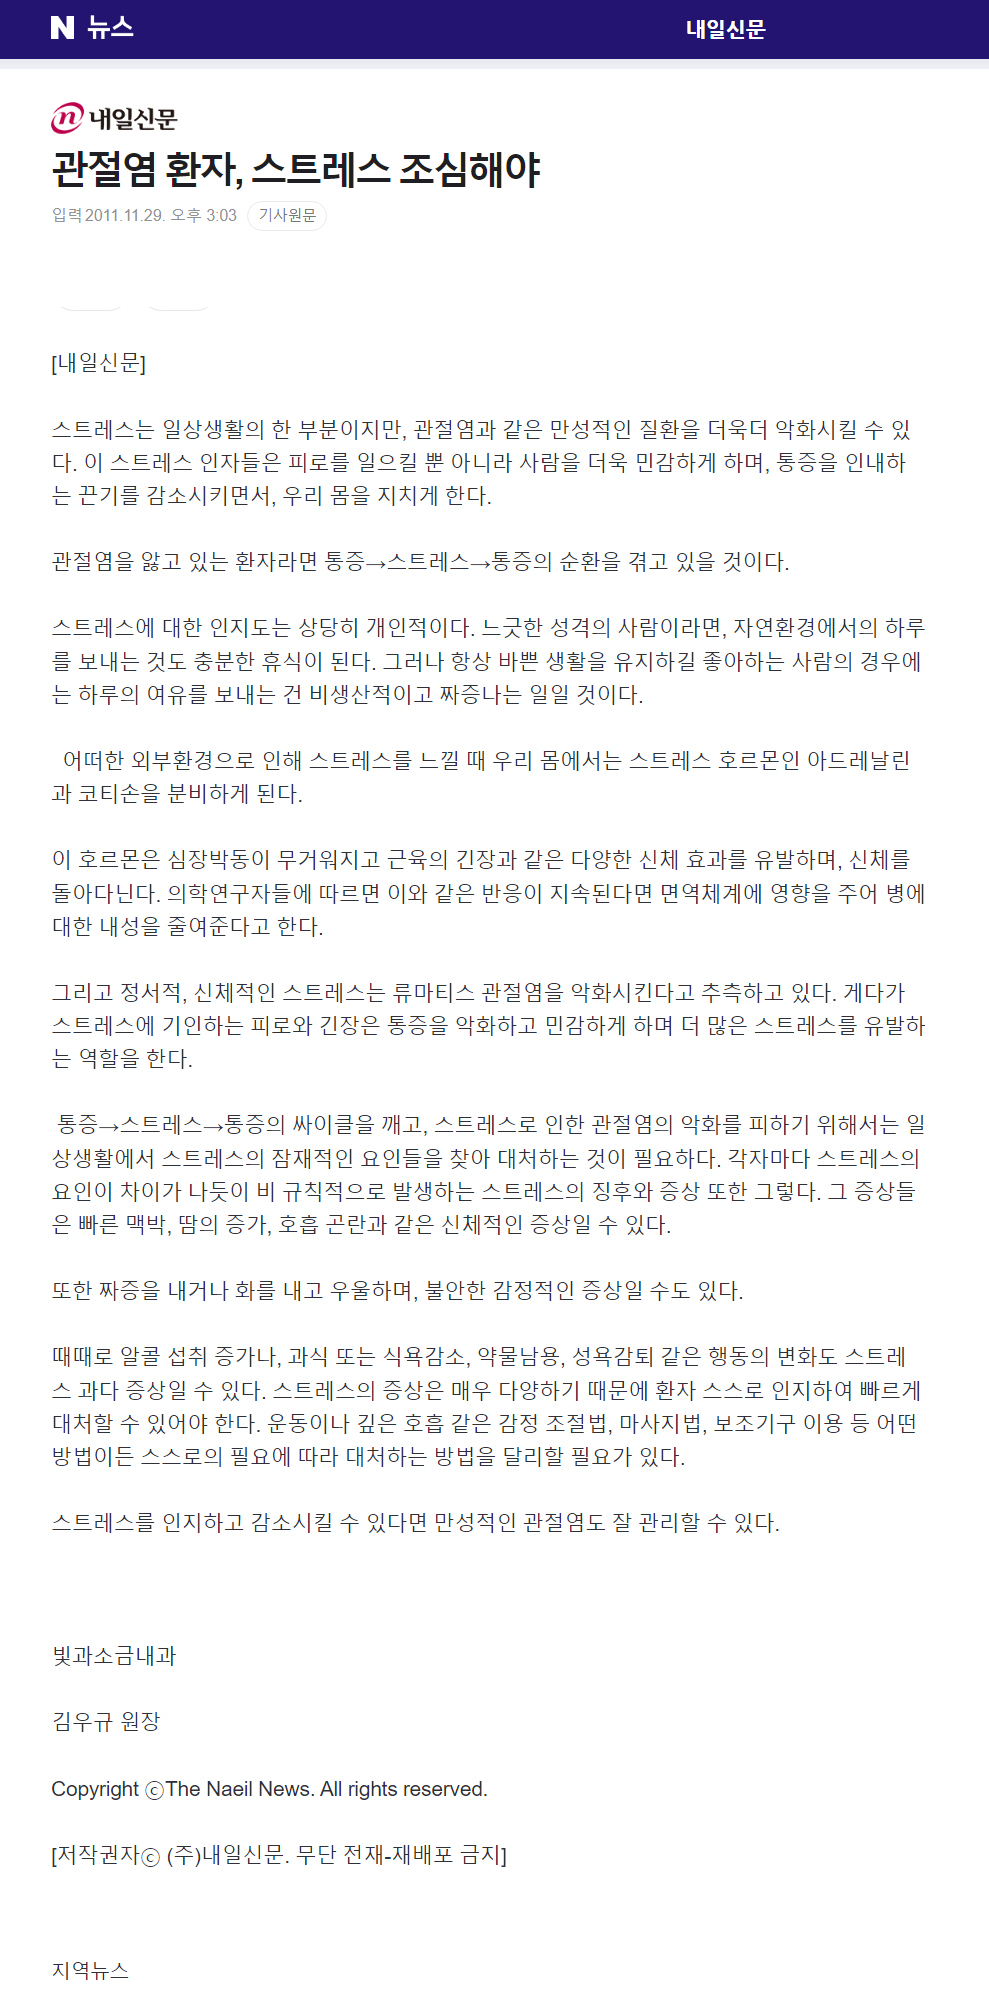 N 뉴스
내일신문
n 내일신문
관절염 환자, 스트레스 조심해야
입력 2011.11.29. 오후 3:03 기사원문
[내일신문]
스트레스는 일상생활의 한 부분이지만, 관절염과 같은 만성적인 질환을 더욱더 악화시킬 수 있
다. 이 스트레스 인자들은 피로를 일으킬 뿐 아니라 사람을 더욱 민감하게 하며, 통증을 인내하
는 끈기를 감소시키면서, 우리 몸을 지치게 한다.
관절염을 앓고 있는 환자라면 통증→스트레스→통증의 순환을 겪고 있을 것이다.
스트레스에 대한 인지도는 상당히 개인적이다. 느긋한 성격의 사람이라면, 자연환경에서의 하루
를 보내는 것도 충분한 휴식이 된다. 그러나 항상 바쁜 생활을 유지하길 좋아하는 사람의 경우에
는 하루의 여유를 보내는 건 비생산적이고 짜증나는 일일 것이다.
어떠한 외부환경으로 인해 스트레스를 느낄 때 우리 몸에서는 스트레스 호르몬인 아드레날린
과 코티손을 분비하게 된다.
이 호르몬은 심장박동이 무거워지고 근육의 긴장과 같은 다양한 신체 효과를 유발하며, 신체를
돌아다닌다. 의학연구자들에 따르면 이와 같은 반응이 지속된다면 면역체계에 영향을 주어 병에
대한 내성을 줄여준다고 한다.
그리고 정서적, 신체적인 스트레스는 류마티스 관절염을 악화시킨다고 추측하고 있다. 게다가
스트레스에 기인하는 피로와 긴장은 통증을 악화하고 민감하게 하며 더 많은 스트레스를 유발하
는 역할을 한다.
통증→스트레스→통증의 싸이클을 깨고, 스트레스로 인한 관절염의 악화를 피하기 위해서는 일
상생활에서 스트레스의 잠재적인 요인들을 찾아 대처하는 것이 필요하다. 각자마다 스트레스의
요인이 차이가 나듯이 비 규칙적으로 발생하는 스트레스의 징후와 증상 또한 그렇다. 그 증상들
은 빠른 맥박, 땀의 증가, 호흡 곤란과 같은 신체적인 증상일 수 있다.
또한 짜증을 내거나 화를 내고 우울하며, 불안한 감정적인 증상일 수도 있다.
때때로 알콜 섭취 증가나, 과식 또는 식욕감소, 약물남용, 성욕감퇴 같은 행동의 변화도 스트레
스 과다 증상일 수 있다. 스트레스의 증상은 매우 다양하기 때문에 환자 스스로 인지하여 빠르게
대처할 수 있어야 한다. 운동이나 깊은 호흡 같은 감정 조절법, 마사지법, 보조기구 이용 등 어떤
방법이든 스스로의 필요에 따라 대처하는 방법을 달리할 필요가 있다.
스트레스를 인지하고 감소시킬 수 있다면 만성적인 관절염도 잘 관리할 수 있다.
빛과소금내과
김우규 원장
Copyright ⓒThe Naeil News. All rights reserved.
[저작권자ⓒ (주)내일신문. 무단 전재-재배포 금지]
지역뉴스